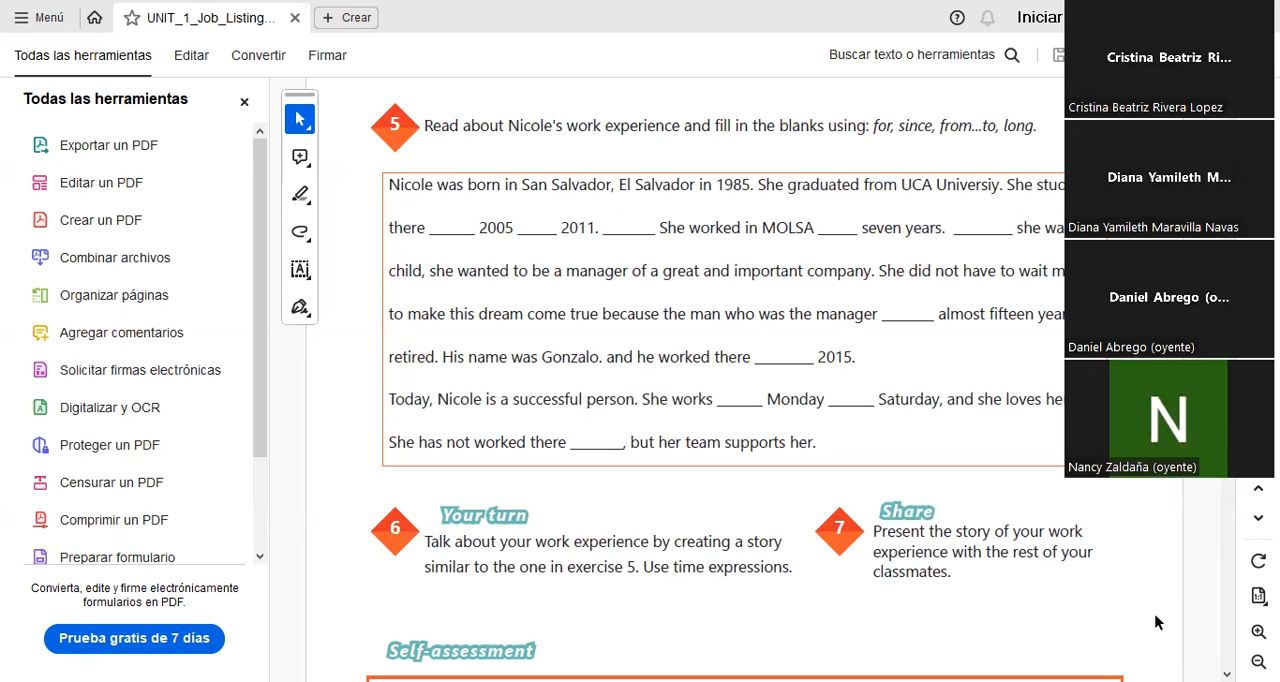 Menú
UNIT_1_Job_Listing...
Crear
Iniciar
Todas las herramientas
Editar
Convertir
Firmar
Buscar texto o herramientas
Todas las herramientas
Exportar un PDF
Editar un PDF
Crear un PDF
Combinar archivos
Organizar páginas
Agregar comentarios
Solicitar firmas electrónicas
Digitalizar y OCR
Proteger un PDF
Censurar un PDF
Comprimir un PDF
Preparar formulario
Convierta, edite y firme electrónicamente
formularios en PDF.
Prueba gratis de 7 días
5
Read about Nicole's work experience and fill in the blanks using: for, since, from...to, long.
Nicole was born in San Salvador, El Salvador in 1985. She graduated from UCA Universiy. She stud
there ______ 2005 _____ 2011. _______ She worked in MOLSA _____ seven years. ________ she wa
child, she wanted to be a manager of a great and important company. She did not have to wait m
to make this dream come true because the man who was the manager _______ almost fifteen year
retired. His name was Gonzalo. and he worked there ________ 2015.
Today, Nicole is a successful person. She works ______ Monday ______ Saturday, and she loves he
She has not worked there _______, but her team supports her.
6
Your turn
Talk about your work experience by creating a story
similar to the one in exercise 5. Use time expressions.
7
Share
Present the story of your work
experience with the rest of your
classmates.
Self-assessment
Cristina Beatriz Ri...
Cristina Beatriz Rivera Lopez
Diana Yamileth M...
Diana Yamileth Maravilla Navas
Daniel Abrego (o...
Daniel Abrego (oyente)
N
Nancy Zaldaña (oyente)
1:1